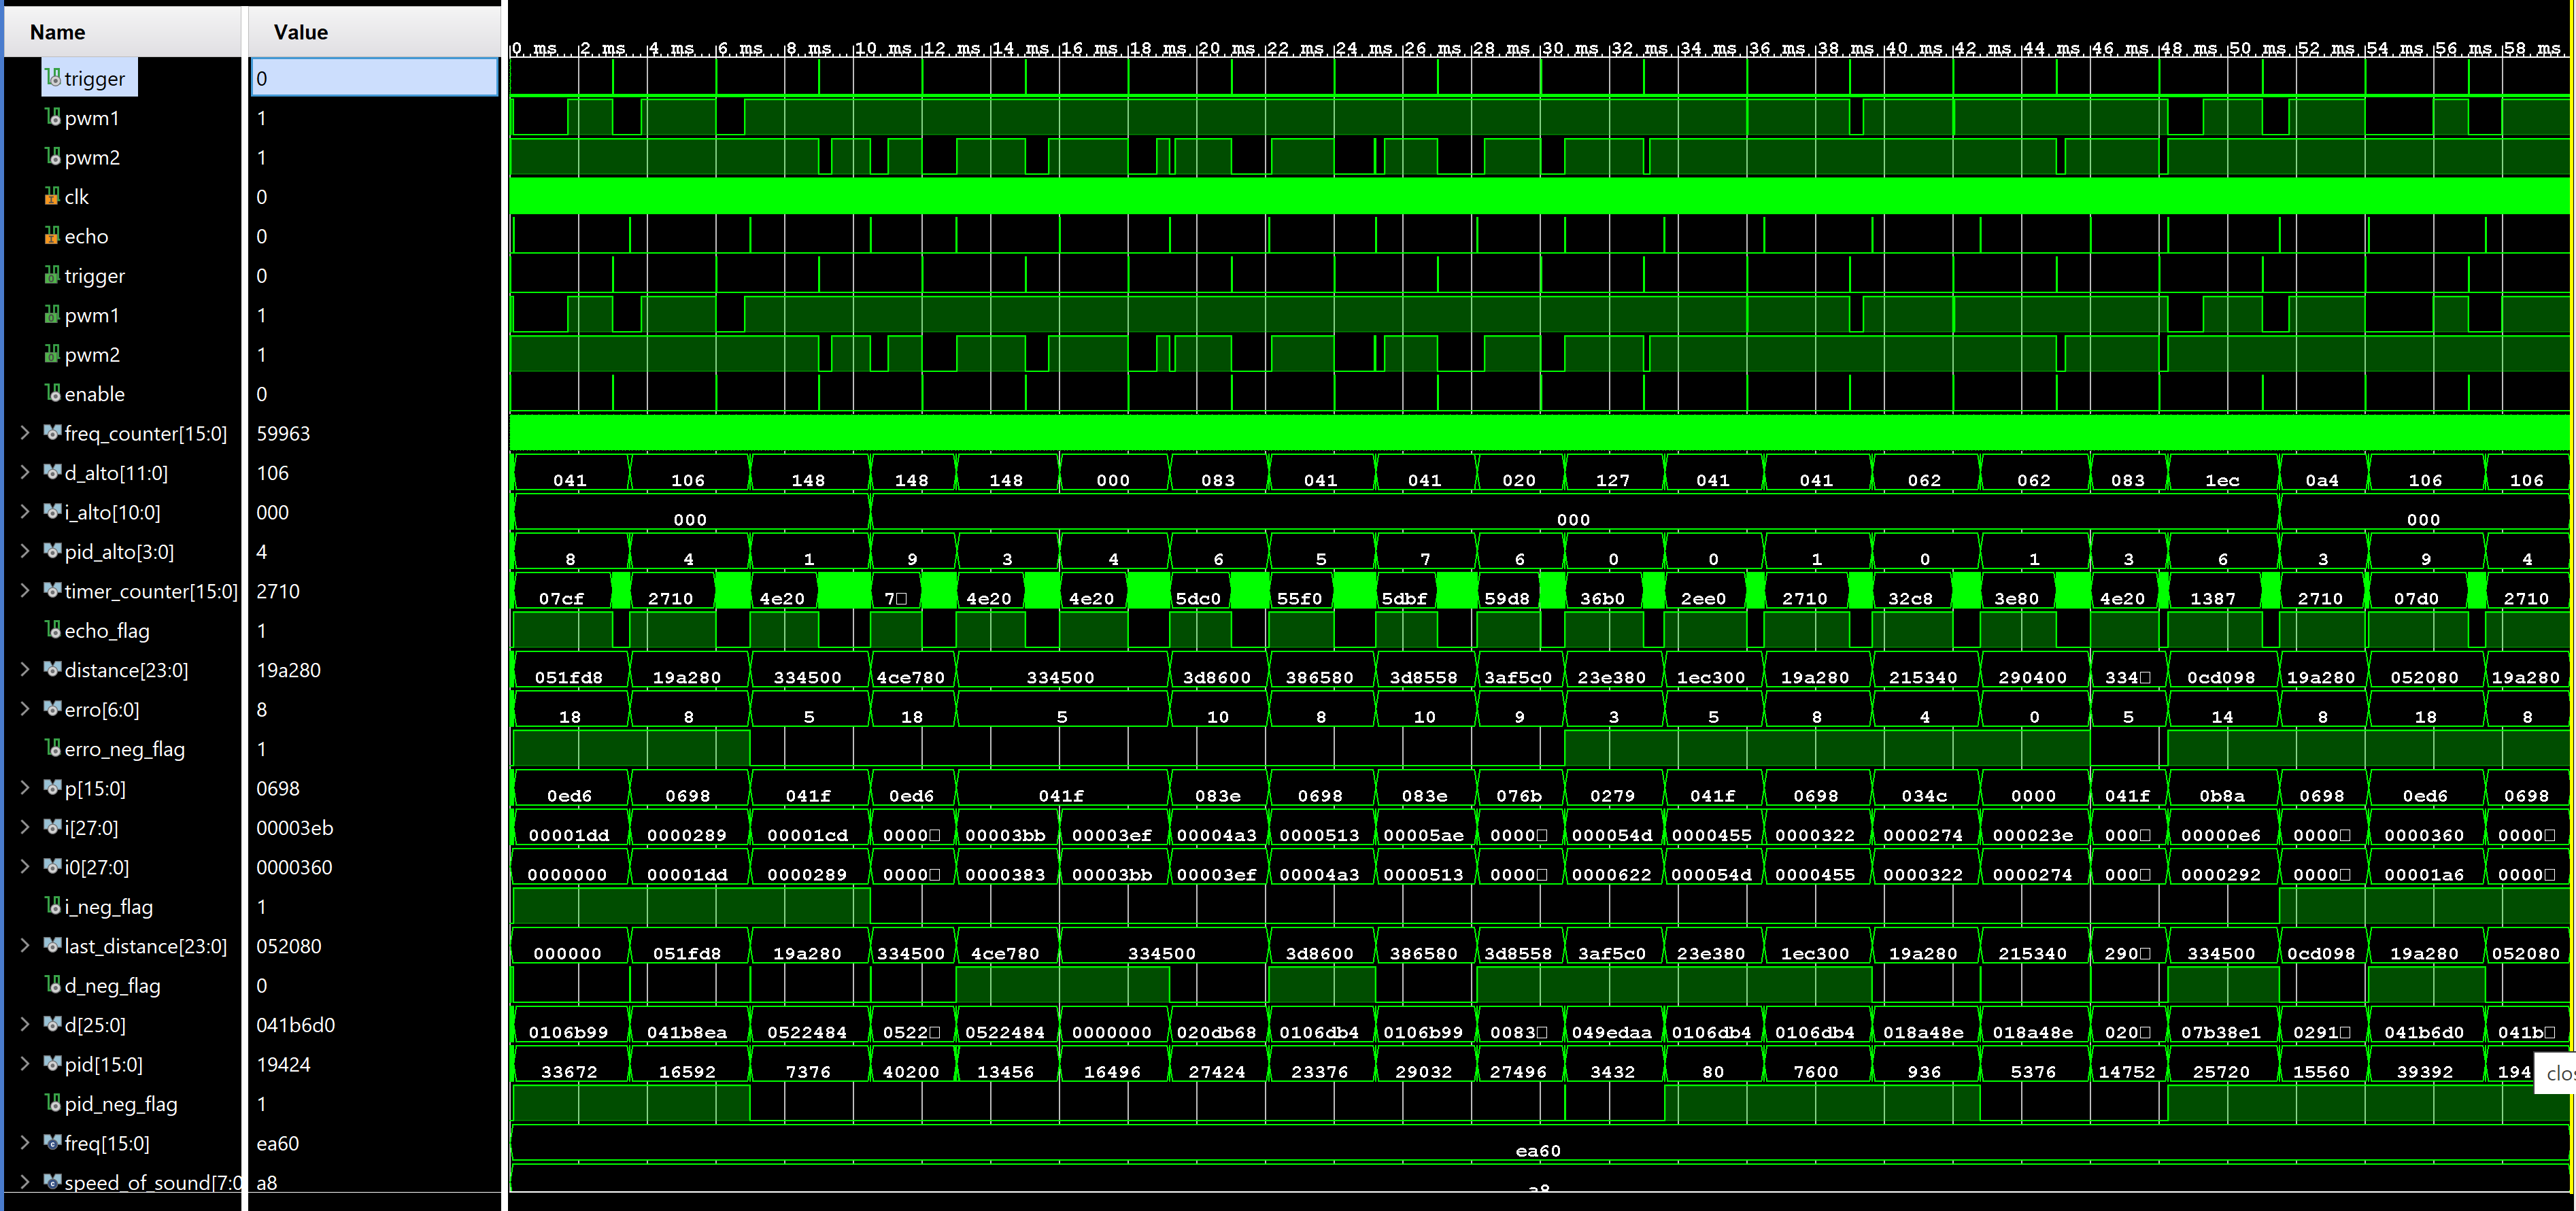 Name Value
0 ms 2 ms 4 ms 6 ms 8 ms 10 ms 12 ms 14 ms 16 ms 18 ms 20 ms 22 ms 24 ms 26 ms 28 ms 30 ms 32 ms 34 ms 36 ms 38 ms 40 ms 42 ms 44 ms 46 ms 48 ms 50 ms 52 ms 54 ms 56 ms 58 ms
trigger 0
pwm1 1
pwm2 1
clk 0
echo 0
trigger 0
pwm1 1
pwm2 1
enable 0
freq_counter[15:0] 59963
d_alto[11:0] 106 041 106 148 148 148 000 083 041 041 020 127 041 041 062 062 083 1ec 0a4 106 106
i_alto[10:0] 000 000 000 000
pid_alto[3:0] 4 8 4 1 9 3 4 6 5 7 6 0 0 1 0 1 3 6 3 9 4
timer_counter[15:0] 2710 07cf 2710 4e20 7 4e20 4e20 5dc0 55f0 5dbf 59d8 36b0 2ee0 2710 32c8 3e80 4e20 1387 2710 07d0 2710
echo_flag 1
distance[23:0] 19a280 051fd8 19a280 334500 4ce780 334500 3d8600 386580 3d8558 3af5c0 23e380 1ec300 19a280 215340 290400 334 0cd098 19a280 052080 19a280
erro[6:0] 8 18 8 5 18 5 10 8 10 9 3 5 8 4 0 5 14 8 18 8
erro_neg_flag 1
p[15:0] 0698 0ed6 0698 041f 0ed6 041f 083e 0698 083e 076b 0279 041f 0698 034c 0000 041f 0b8a 0698 0ed6 0698
i[27:0] 00003eb 00001dd 0000289 00001cd 0000 00003bb 00003ef 00004a3 0000513 00005ae 0000 000054d 0000455 0000322 0000274 000023e 000 00000e6 0000 0000360 0000
i0[27:0] 0000360 0000000 00001dd 0000289 0000 0000383 00003bb 00003ef 00004a3 0000513 0000 0000622 000054d 0000455 0000322 0000274 000 0000292 0000 00001a6 0000
i_neg_flag 1
last_distance[23:0] 052080 000000 051fd8 19a280 334500 4ce780 334500 3d8600 386580 3d8558 3af5c0 23e380 1ec300 19a280 215340 290 334500 0cd098 19a280 052080
d_neg_flag 0
d[25:0] 041b6d0 0106b99 041b8ea 0522484 0522 0522484 0000000 020db68 0106db4 0106b99 0083 049edaa 0106db4 0106db4 018a48e 018a48e 020 07b38e1 0291 041b6d0 041b
pid[15:0] 19424 33672 16592 7376 40200 13456 16496 27424 23376 29032 27496 3432 80 7600 936 5376 14752 25720 15560 39392 194
clos
pid_neg_flag 1
freq[15:0] ea60 ea60
speed_of_sound[7:0 a8 a8